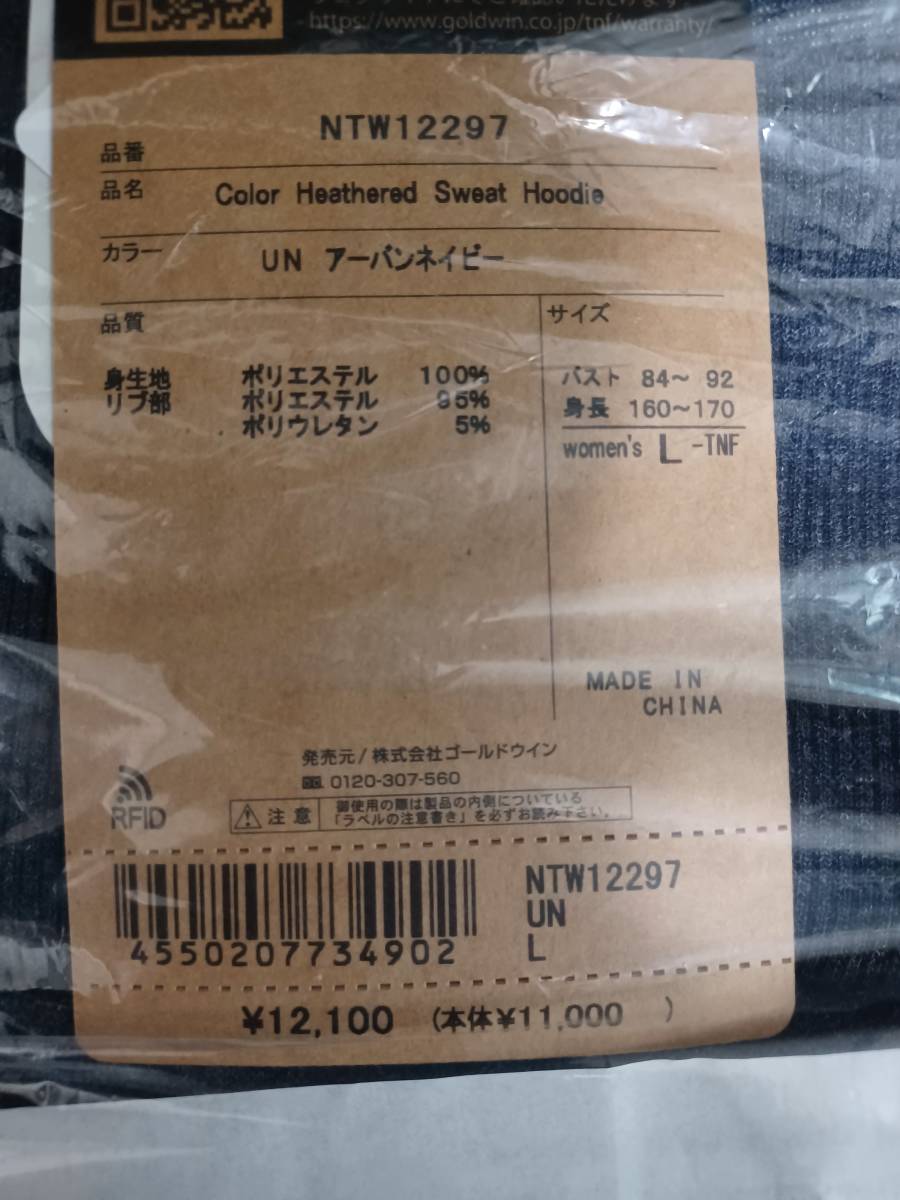 https://www.goldwin.co.jp/tnf/warranty/
品番 NTW12297
品名 Color Heathered Sweat Hoodie
カラー UN アーバンネイビー
品質
身生地 ポリエステル 100%
リブ部 ポリエステル 95%
ポリウレタン 5%
サイズ
バスト 84～ 92
身長 160～170
women's L -TNF
MADE IN
CHINA
発売元/株式会社ゴールドウイン
0120-307-560
RFID
注意
御使用の際は製品の内側についている
「ラベルの注意書き」を必ずお読み下さい。
4550207734902
NTW12297
UN
L
¥12,100 (本体¥11,000 )